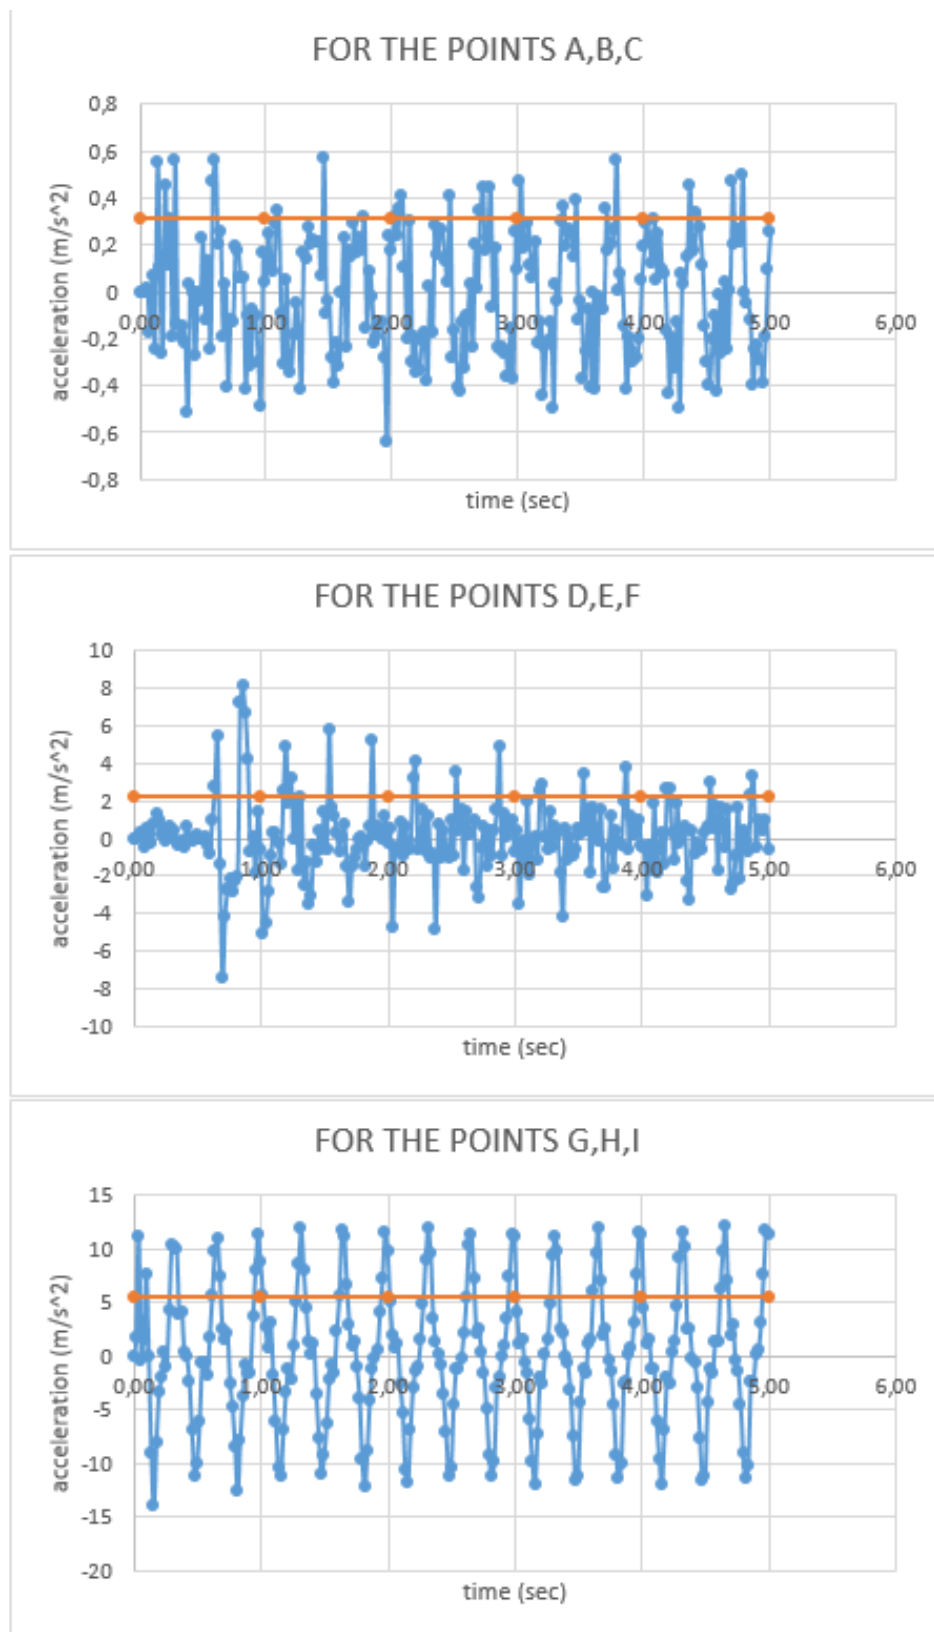 FOR THE POINTS A,B,C
acceleration (m/s^2)
0,8
0,6
0,4
0,2
0
-0,2
-0,4
-0,6
-0,8
0,00 1,00 2,00 3,00 4,00 5,00 6,00
time (sec)
FOR THE POINTS D,E,F
acceleration (m/s^2)
10
8
6
4
2
0
-2
-4
-6
-8
-10
0,00 1,00 2,00 3,00 4,00 5,00 6,00
time (sec)
FOR THE POINTS G,H,I
acceleration (m/s^2)
15
10
5
0
-5
-10
-15
-20
0,00 1,00 2,00 3,00 4,00 5,00 6,00
time (sec)